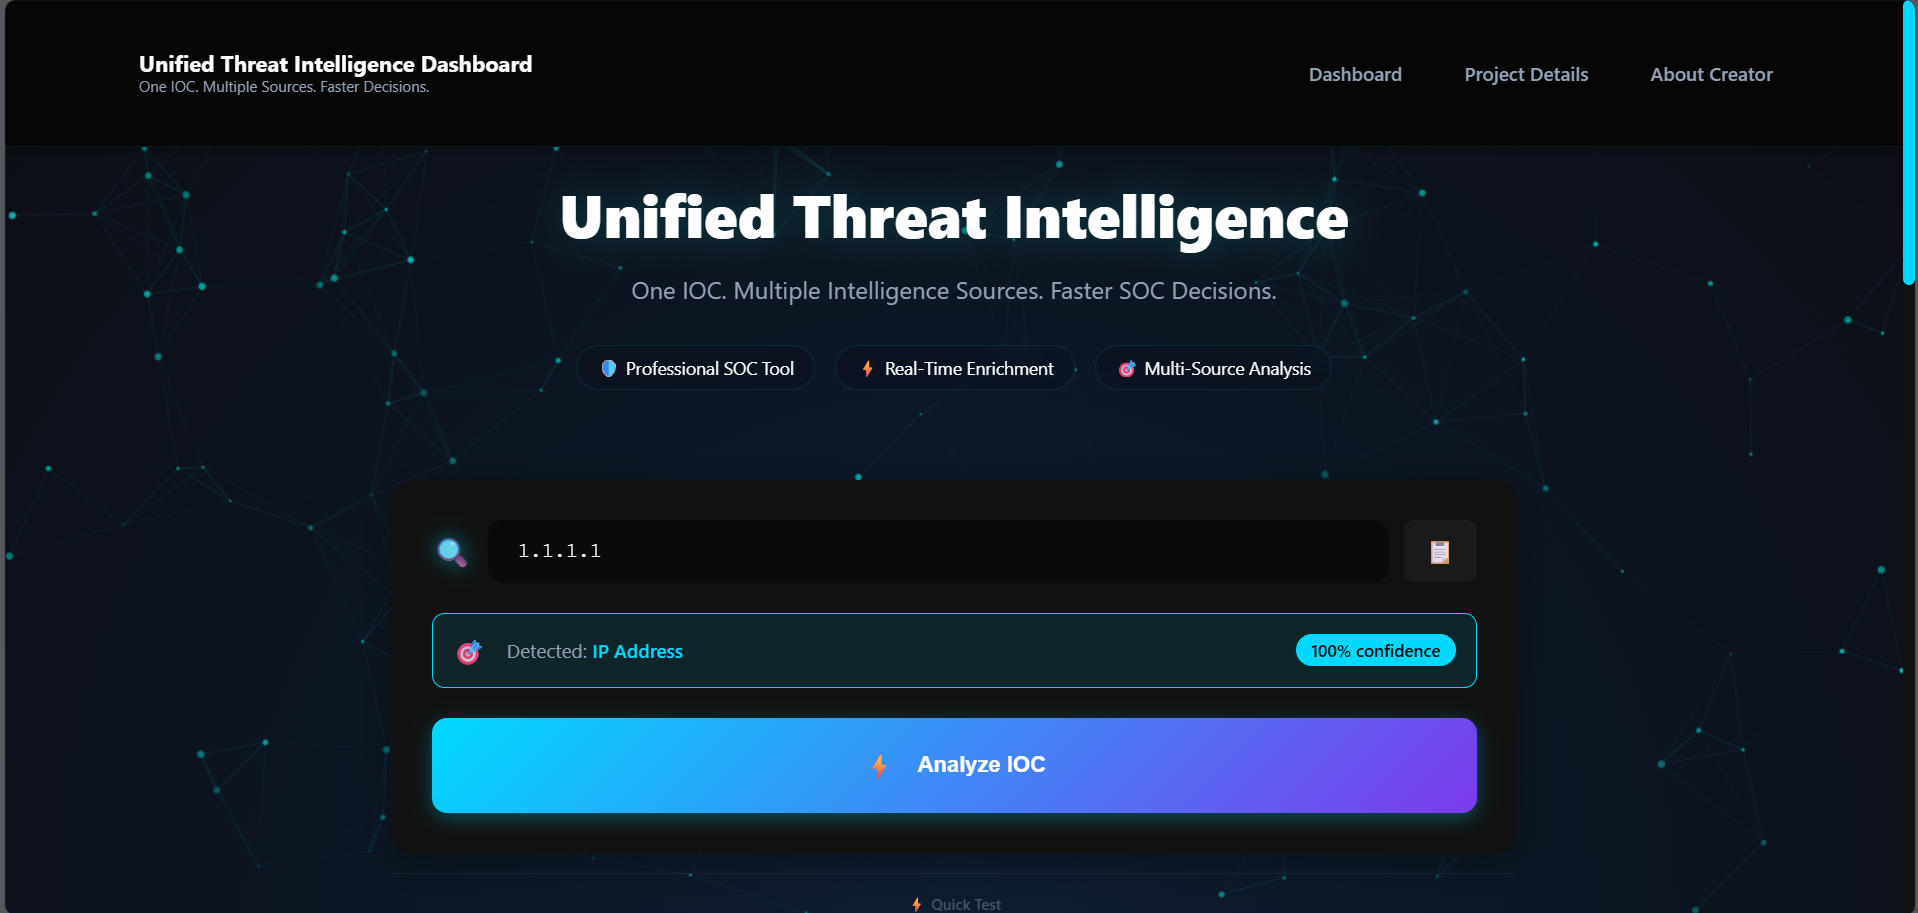 Unified Threat Intelligence Dashboard
One IOC. Multiple Sources. Faster Decisions.
Dashboard
Project Details
About Creator
Unified Threat Intelligence
One IOC. Multiple Intelligence Sources. Faster SOC Decisions.
Professional SOC Tool
Real-Time Enrichment
Multi-Source Analysis
1.1.1.1
Detected: IP Address
100% confidence
Analyze IOC
Quick Test